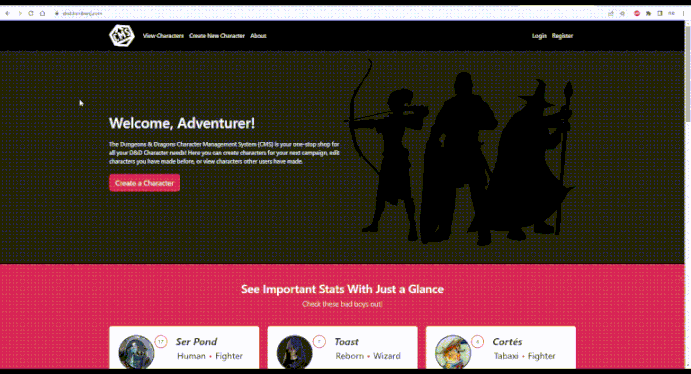 View Characters Create New Character About Login Register
Welcome, Adventurer!
The Dungeons & Dragons Character Management System (CMS) is your one-stop shop for
all your D&D Character needs! Here you can create characters for your next campaign, edit
characters you have made before, or view characters other users have made.
Create a Character
See Important Stats With Just a Glance
Check these bad boys out!
17 Ser Pond
Human • Fighter
7 Toast
Reborn • Wizard
Cortés
Tabaxi • Fighter